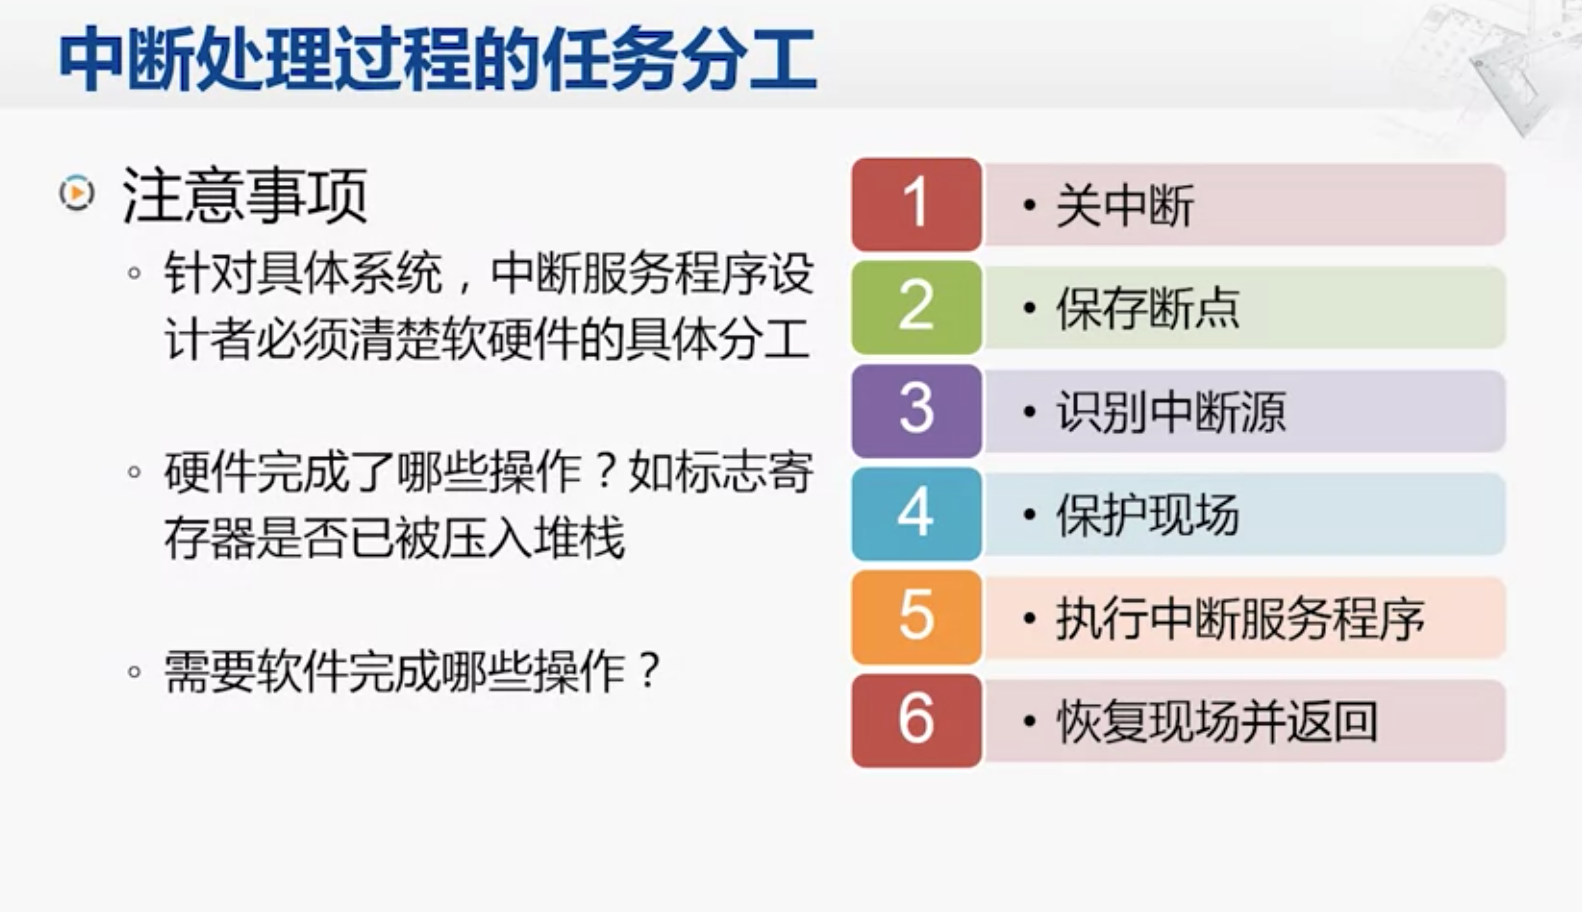 中断处理过程的任务分工
注意事项
◦ 针对具体系统，中断服务程序设
计者必须清楚软硬件的具体分工
◦ 硬件完成了哪些操作？如标志寄
存器是否已被压入堆栈
◦ 需要软件完成哪些操作？
1 • 关中断
2 • 保存断点
3 • 识别中断源
4 • 保护现场
5 • 执行中断服务程序
6 • 恢复现场并返回